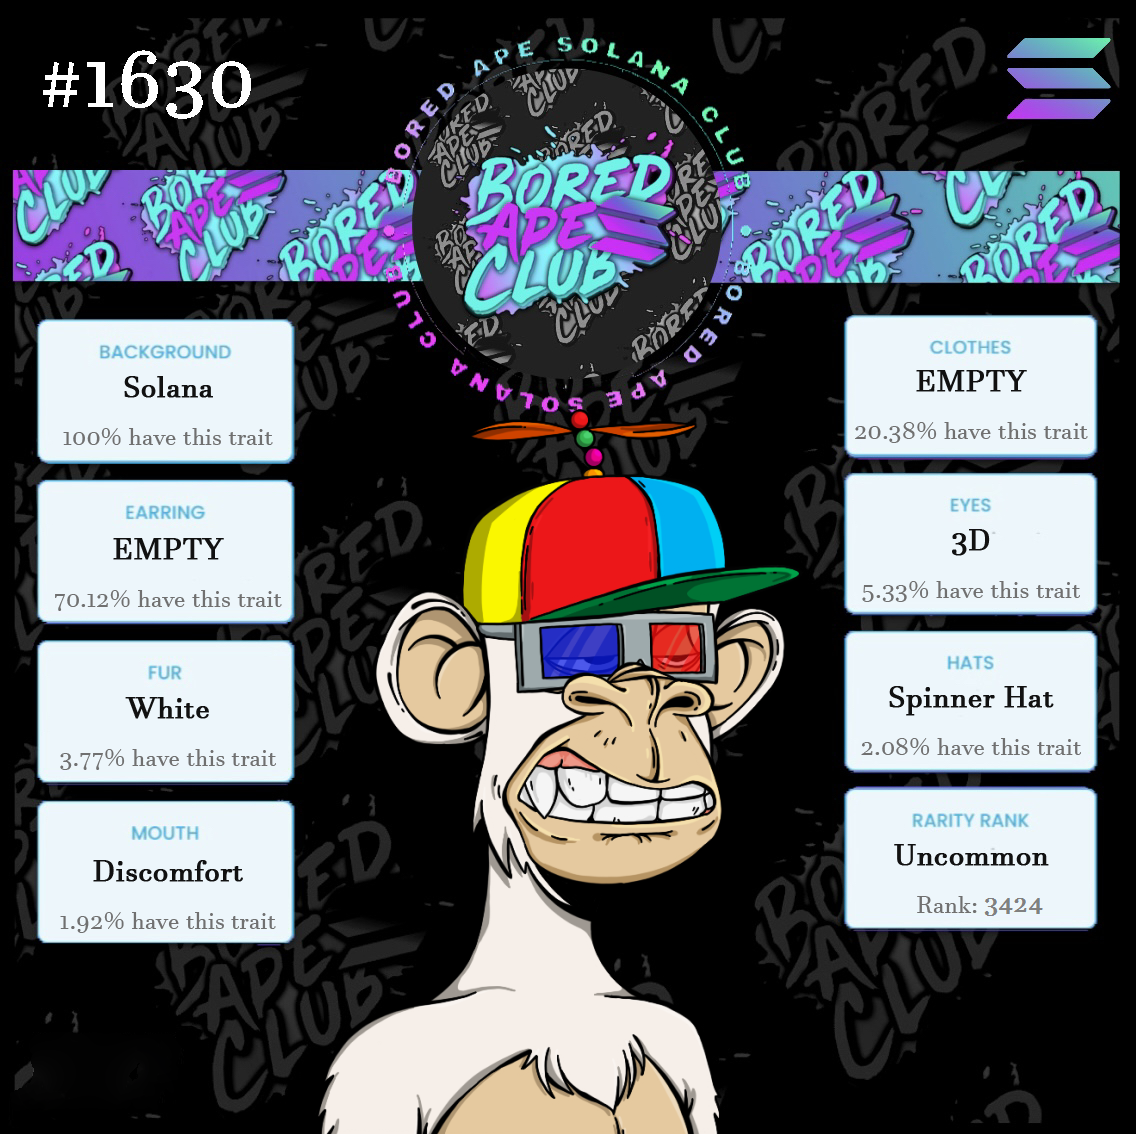 #1630
BORED APE SOLANA CLUB
BORED
APE
CLUB
BORED APE SOLANA CLUB
BACKGROUND
Solana
100% have this trait
EARRING
EMPTY
70.12% have this trait
FUR
White
3.77% have this trait
MOUTH
Discomfort
1.92% have this trait
CLOTHES
EMPTY
20.38% have this trait
EYES
3D
5.33% have this trait
HATS
Spinner Hat
2.08% have this trait
RARITY RANK
Uncommon
Rank: 3424